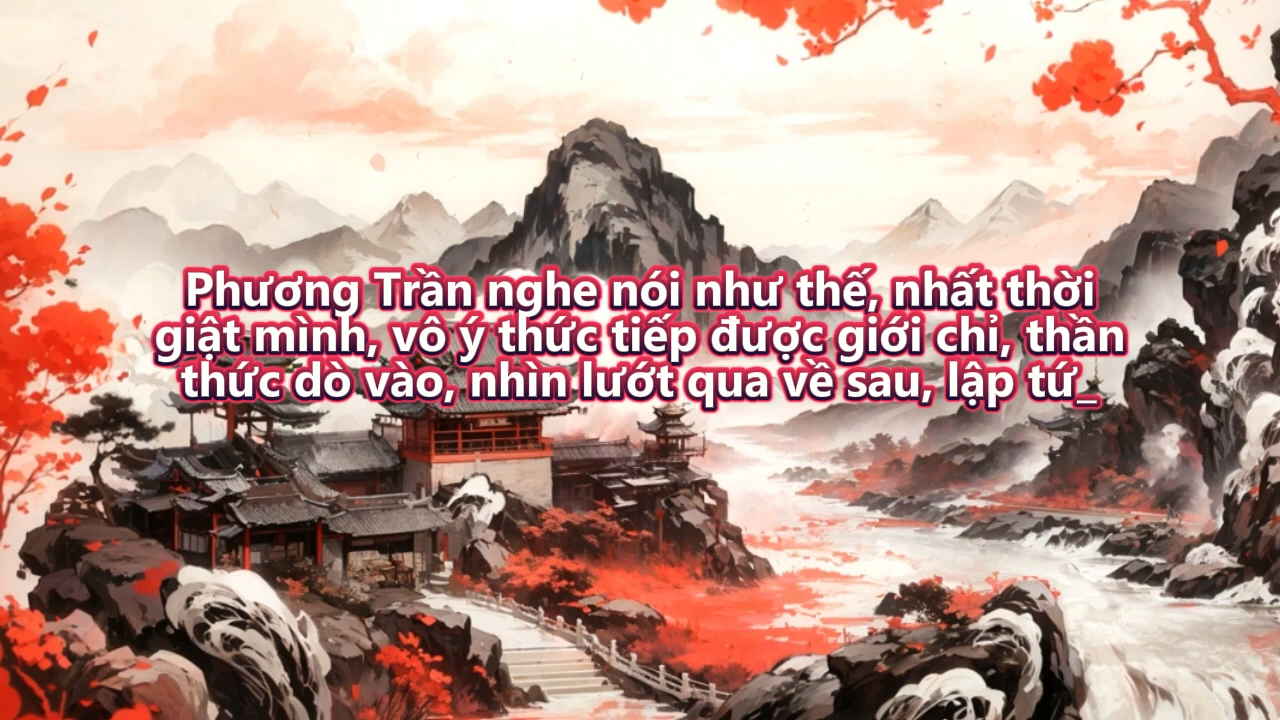 Phương Trần nghe nói như thế, nhất thời
giật mình, vô ý thức tiếp được giới chỉ, thần
thức dò vào, nhìn lướt qua về sau, lập tứ_